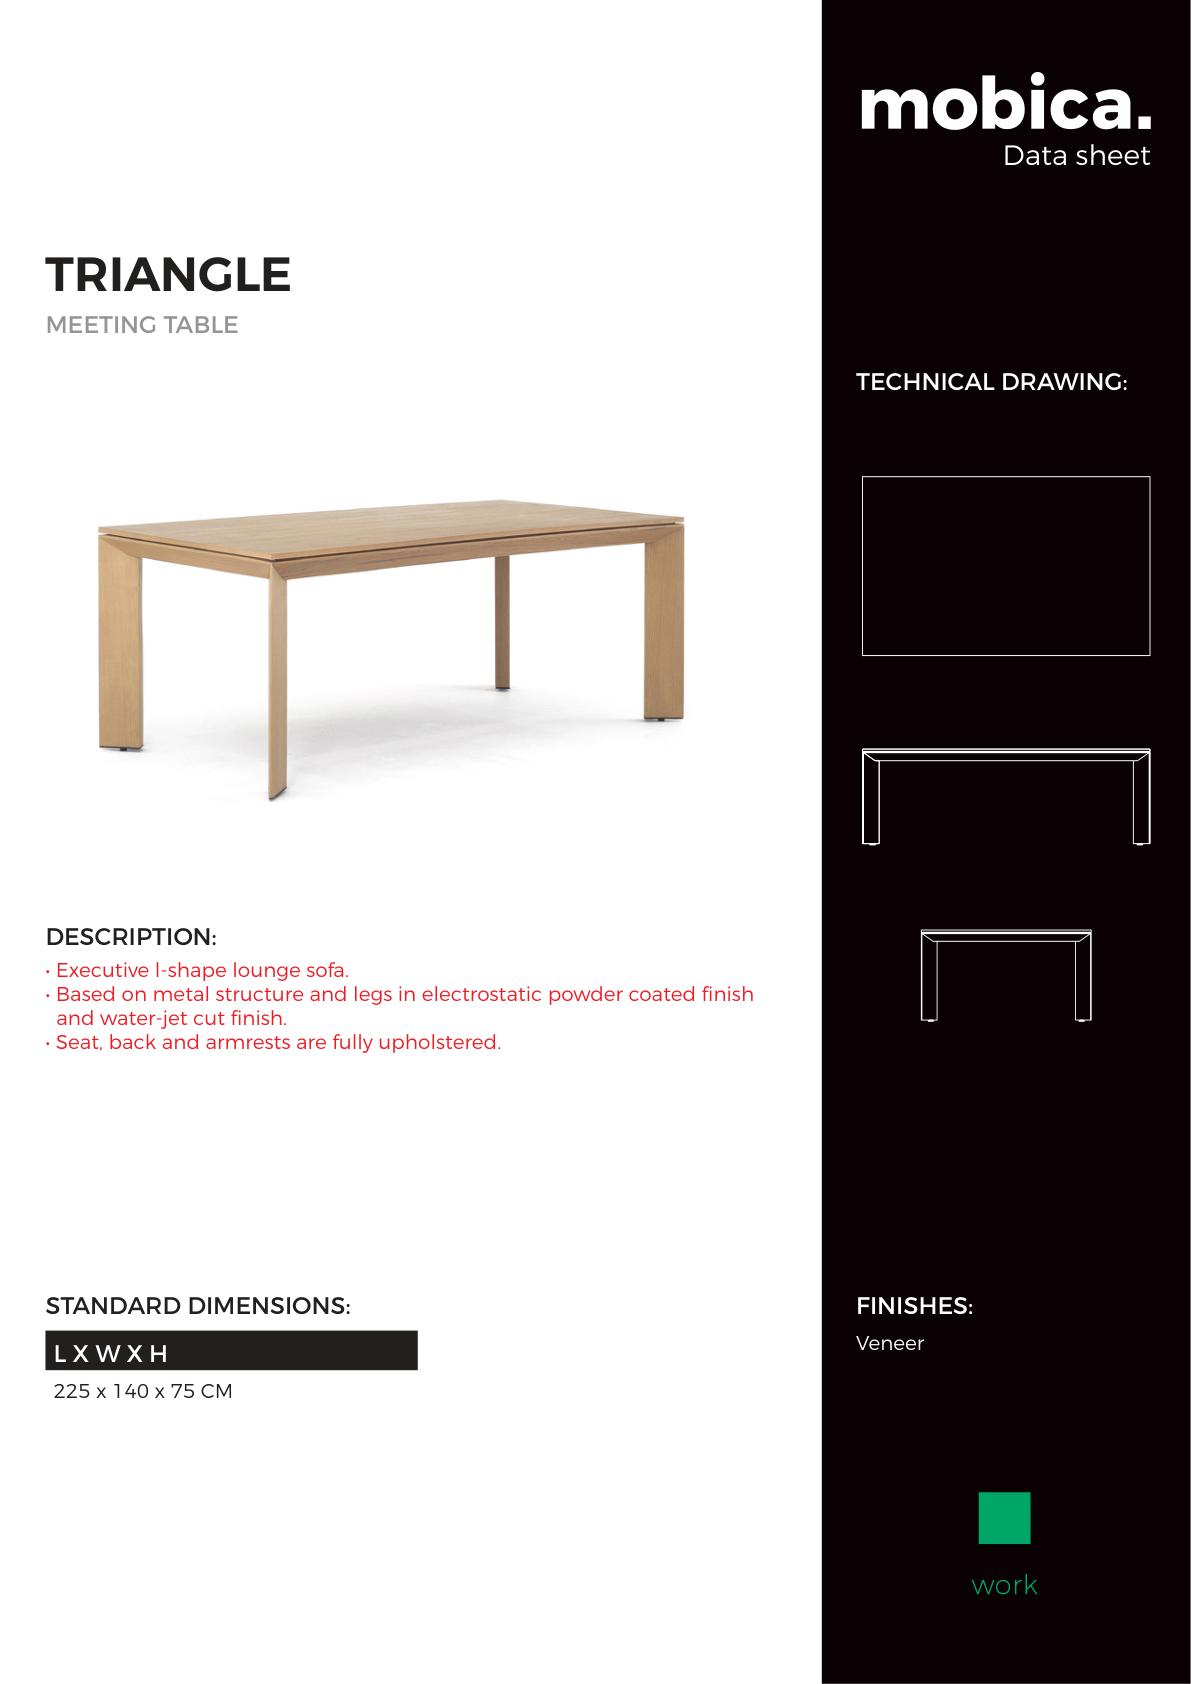 mobica.
Data sheet
TRIANGLE
MEETING TABLE
TECHNICAL DRAWING:
DESCRIPTION:
• Executive l-shape lounge sofa.
• Based on metal structure and legs in electrostatic powder coated finish
and water-jet cut finish.
• Seat, back and armrests are fully upholstered.
STANDARD DIMENSIONS:
L X W X H
225 x 140 x 75 CM
FINISHES:
Veneer
work